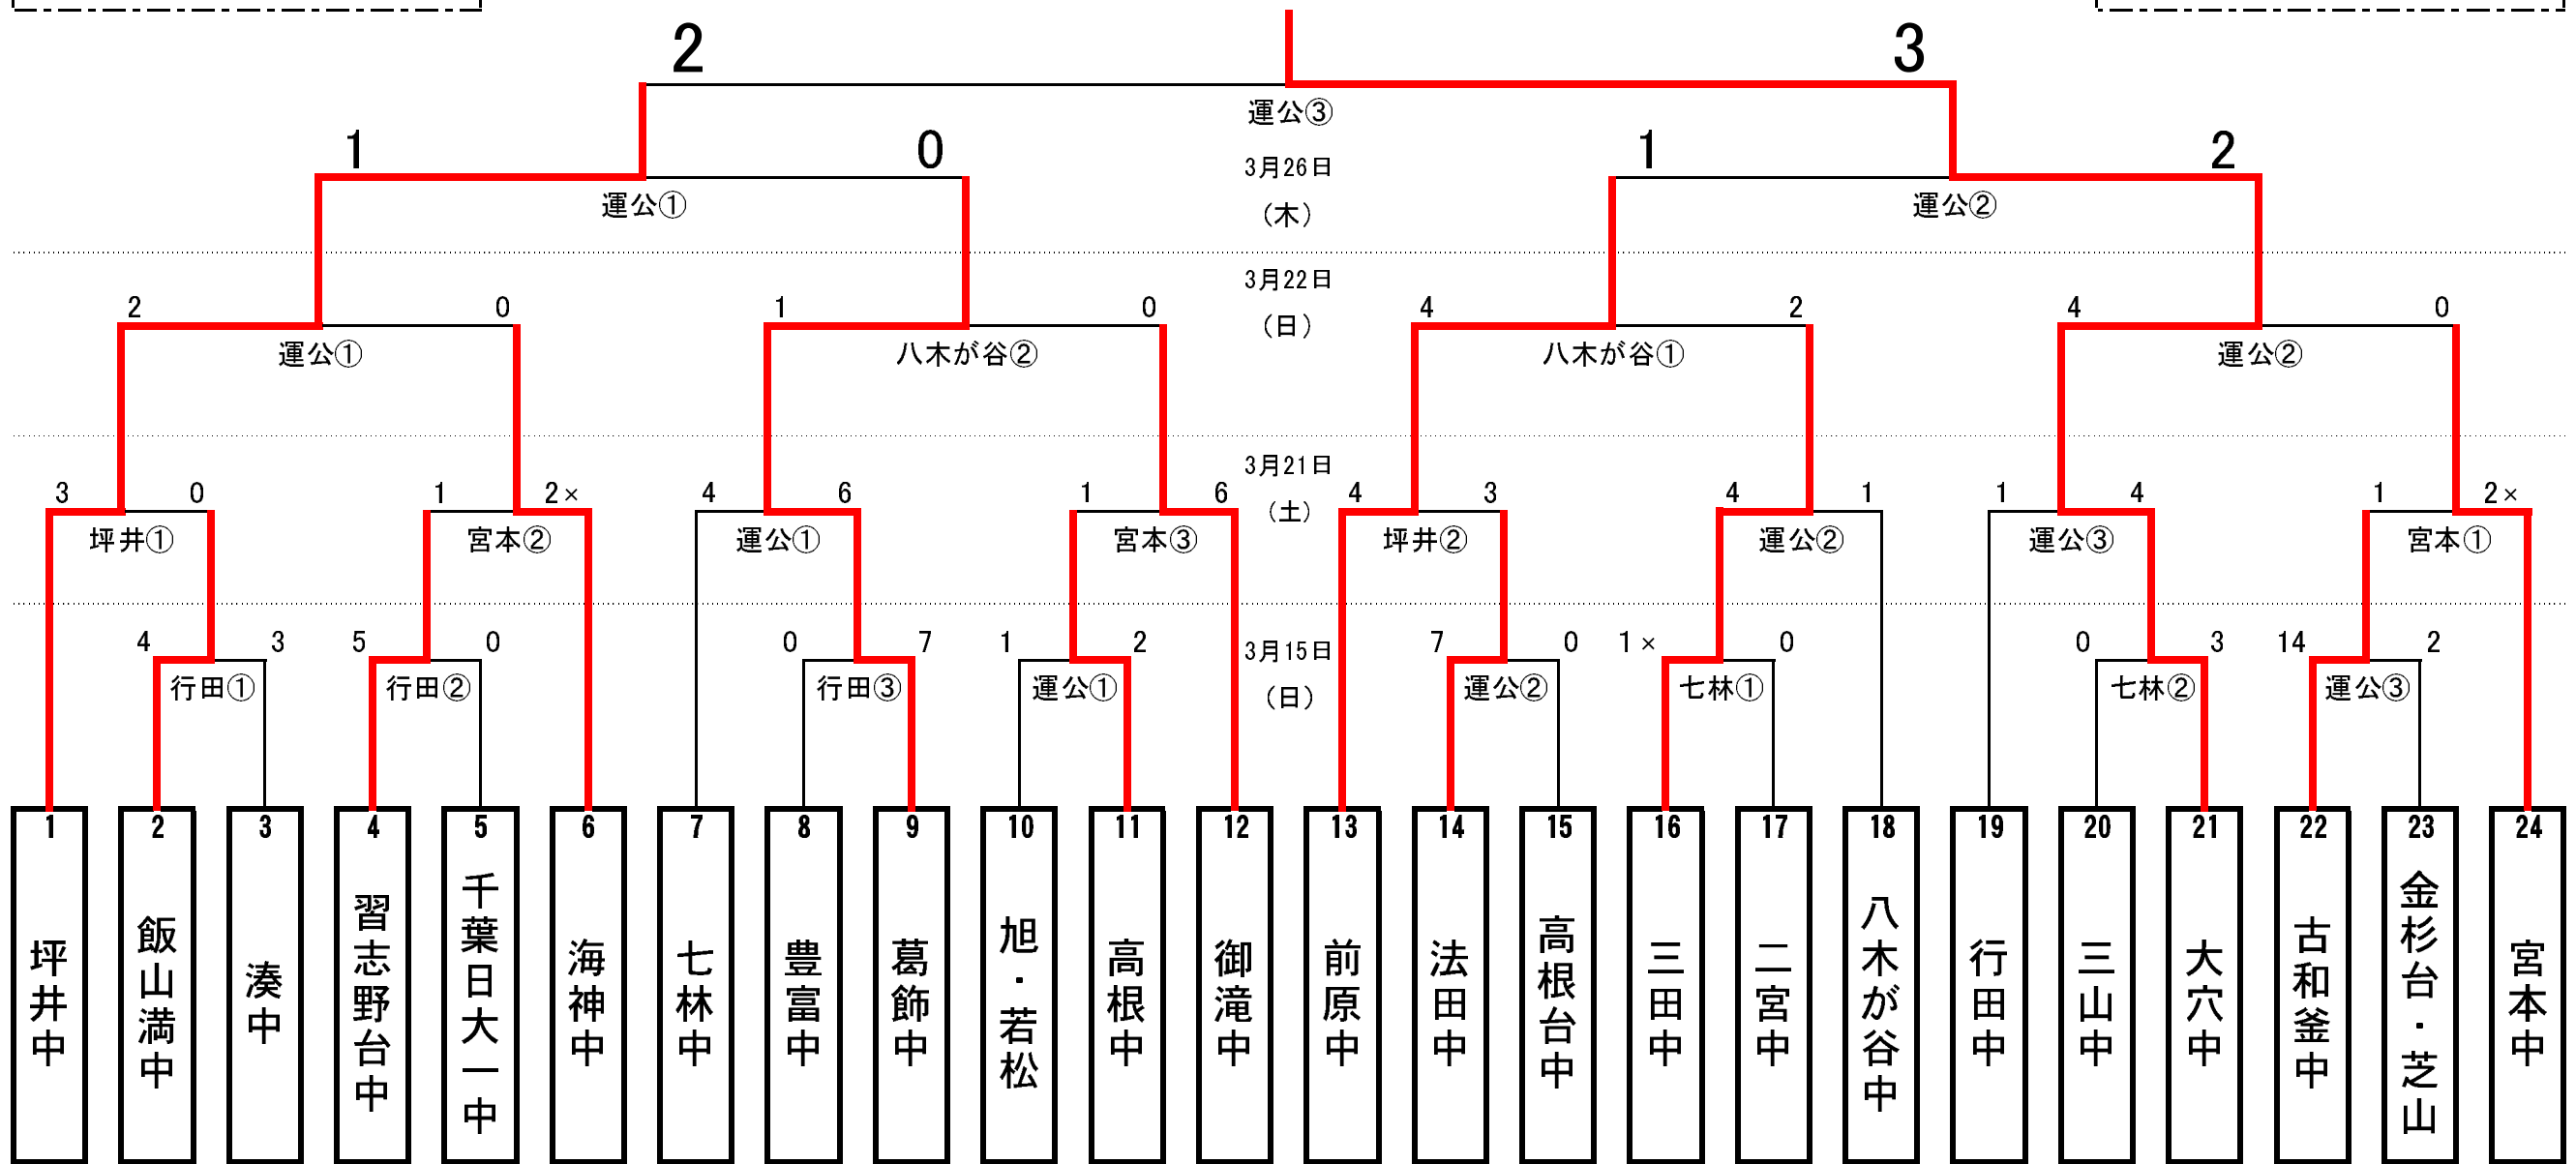 2 3
運公③
1 0 1 2
3月26日
運公① 運公②
（木）
3月22日
2 0 1 0 4 2 4 0
（日）
運公① 八木が谷② 八木が谷① 運公②
3月21日
3 0 1 2× 4 6 1 6 4 3 4 1 1 4 1 2×
（土）
坪井① 宮本② 運公① 宮本③ 坪井② 運公② 運公③ 宮本①
4 3 5 0 0 7 1 2 7 0 1× 0 0 3 14 2
3月15日
行田① 行田② 行田③ 運公① 運公② 七林① 七林② 運公③
（日）
1 2 3 4 5 6 7 8 9 10 11 12 13 14 15 16 17 18 19 20 21 22 23 24
坪井中
飯山満中
湊中
習志野台中
千葉日大一中
海神中
七林中
豊富中
葛飾中
旭・若松
高根中
御滝中
前原中
法田中
高根台中
三田中
二宮中
八木が谷中
行田中
三山中
大穴中
古和釜中
金杉台・芝山
宮本中